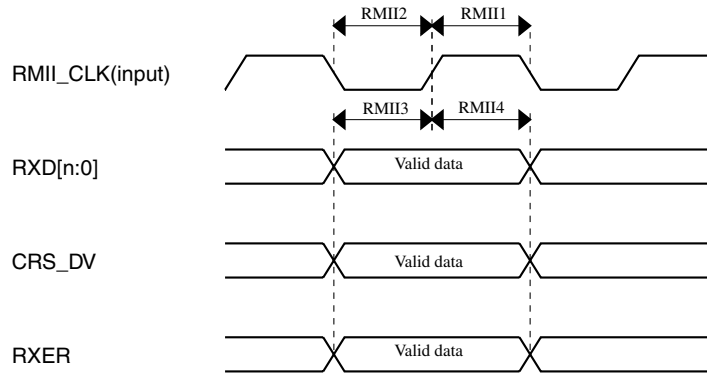 RMII2 RMII1
RMII_CLK(input)
RMII3 RMII4
RXD[n:0] Valid data
CRS_DV Valid data
RXER Valid data